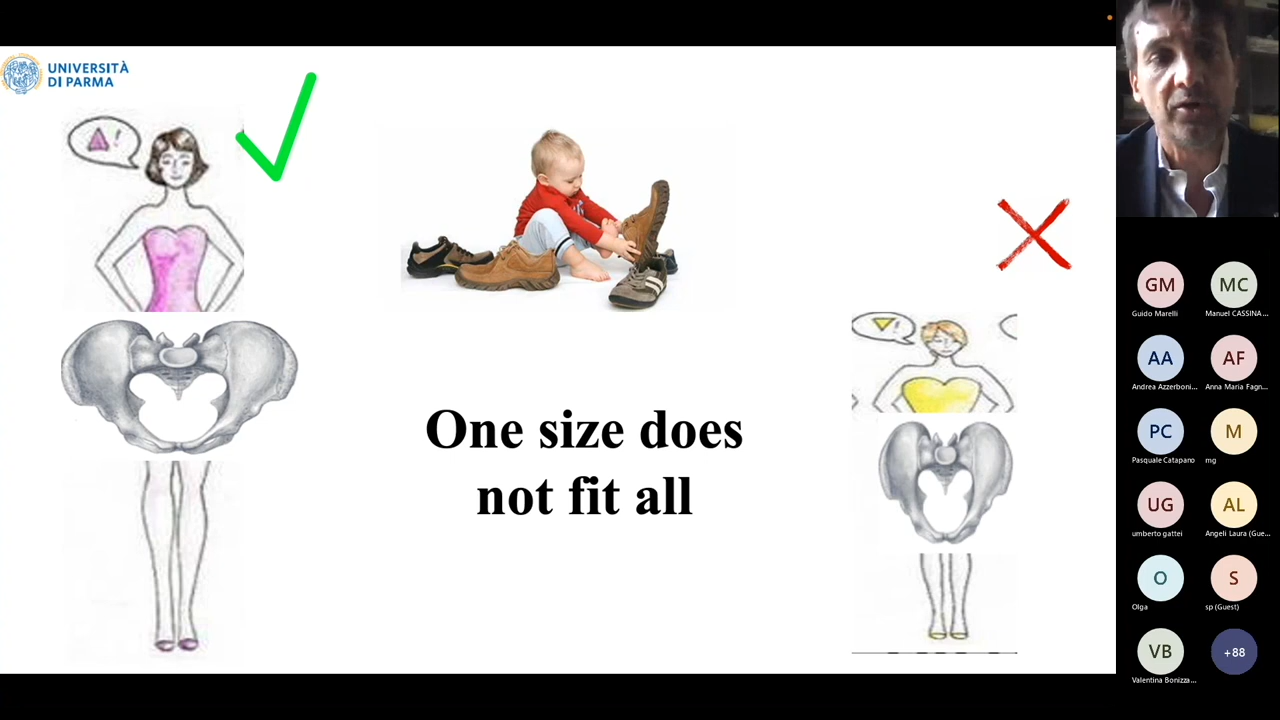 UNIVERSITÀ
DI PARMA
!
!
One size does
not fit all
GM
MC
Guido Marelli
Manuel CASSINA...
AA
AF
Andrea Azzerboni...
Anna Maria Fagn...
PC
M
Pasquale Catapano
mg
UG
AL
umberto gattei
Angeli Laura (Gue...
O
S
Olga
sp (Guest)
VB
+88
Valentina Bonizza...